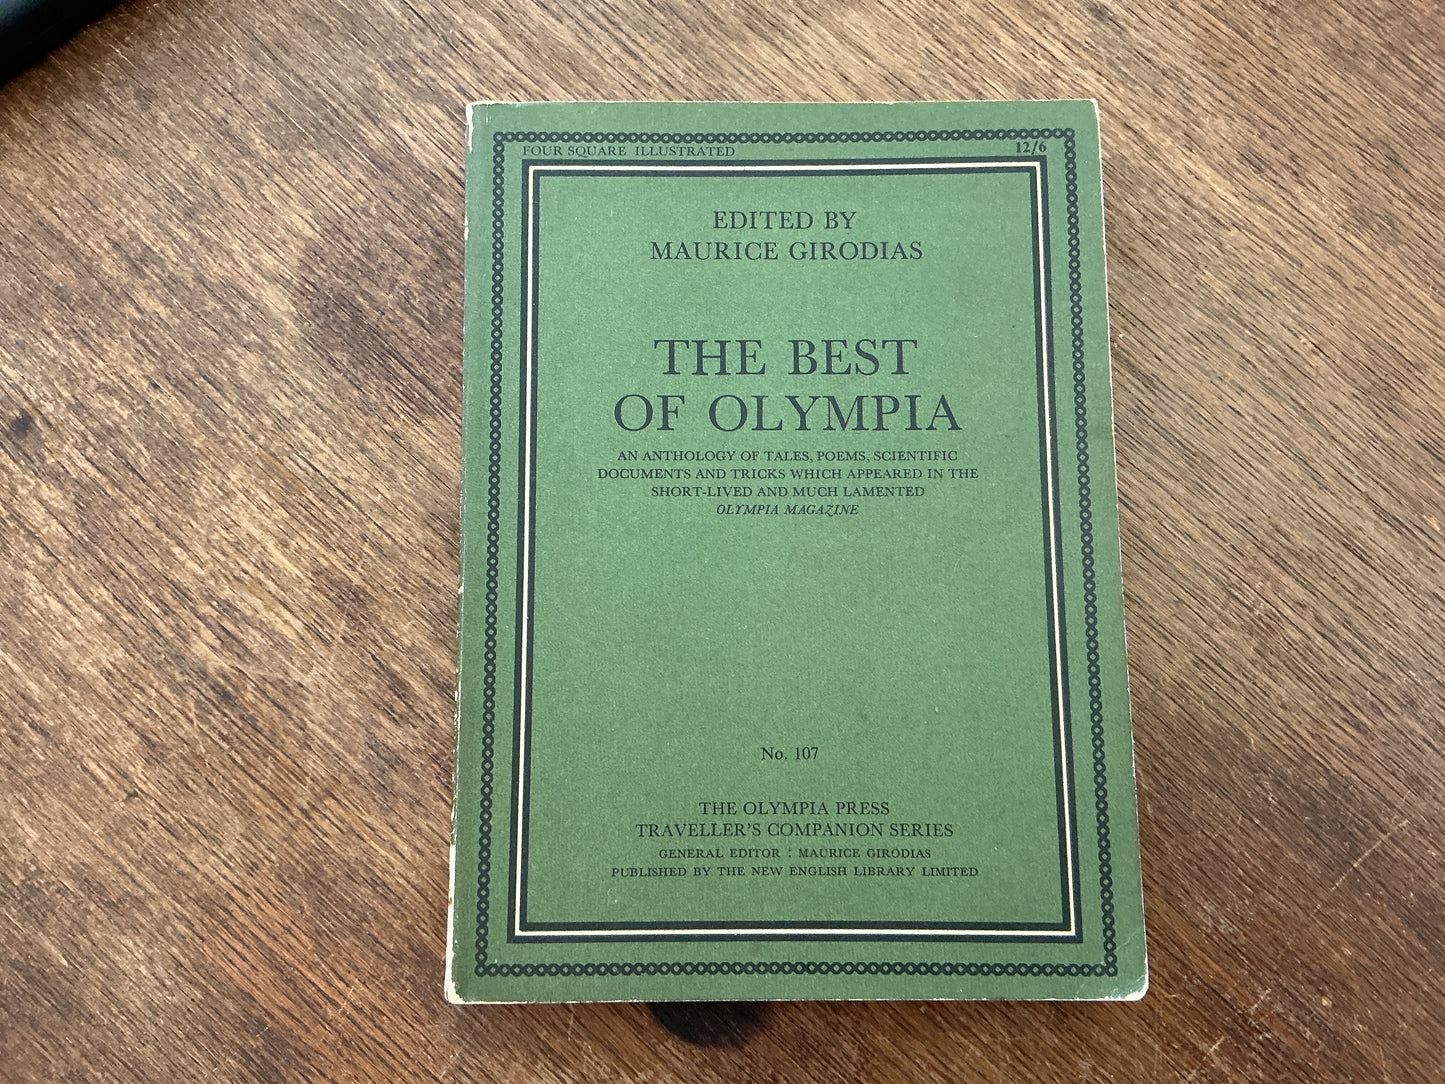 FOUR SQUARE ILLUSTRATED 12/6
EDITED BY
MAURICE GIRODIAS
THE BEST
OF OLYMPIA
AN ANTHOLOGY OF TALES, POEMS, SCIENTIFIC
DOCUMENTS AND TRICKS WHICH APPEARED IN THE
SHORT-LIVED AND MUCH LAMENTED
OLYMPIA MAGAZINE
No. 107
THE OLYMPIA PRESS
TRAVELLER'S COMPANION SERIES
GENERAL EDITOR : MAURICE GIRODIAS
PUBLISHED BY THE NEW ENGLISH LIBRARY LIMITED